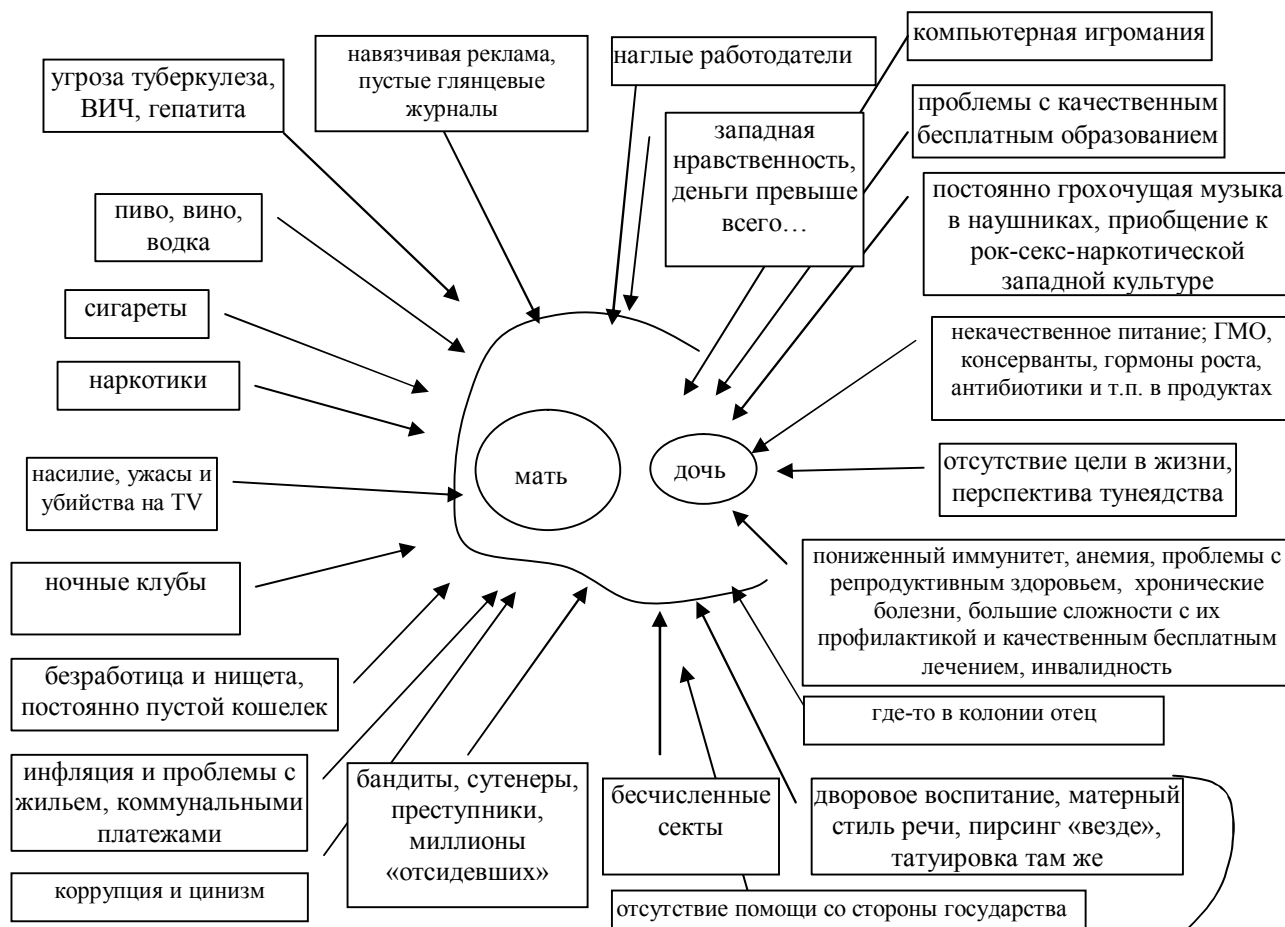 угроза туберкулеза,
ВИЧ, гепатита
навязчивая реклама,
пустые глянцевые
журналы
наглые работодатели
компьютерная игромания
западная
нравственность,
деньги превыше
всего…
проблемы с качественным
бесплатным образованием
пиво, вино,
водка
постоянно грохочущая музыка
в наушниках, приобщение к
рок-секс-наркотической
западной культуре
сигареты
наркотики
некачественное питание; ГМО,
консерванты, гормоны роста,
антибиотики и т.п. в продуктах
насилие, ужасы и
убийства на TV
мать
дочь
отсутствие цели в жизни,
перспектива тунеядства
ночные клубы
пониженный иммунитет, анемия, проблемы с
репродуктивным здоровьем, хронические
болезни, большие сложности с их
профилактикой и качественным бесплатным
лечением, инвалидность
безработица и нищета,
постоянно пустой кошелек
где-то в колонии отец
инфляция и проблемы с
жильем, коммунальными
платежами
бандиты, сутенеры,
преступники,
миллионы
«отсидевших»
бесчисленные
секты
дворовое воспитание, матерный
стиль речи, пирсинг «везде»,
татуировка там же
коррупция и цинизм
отсутствие помощи со стороны государства